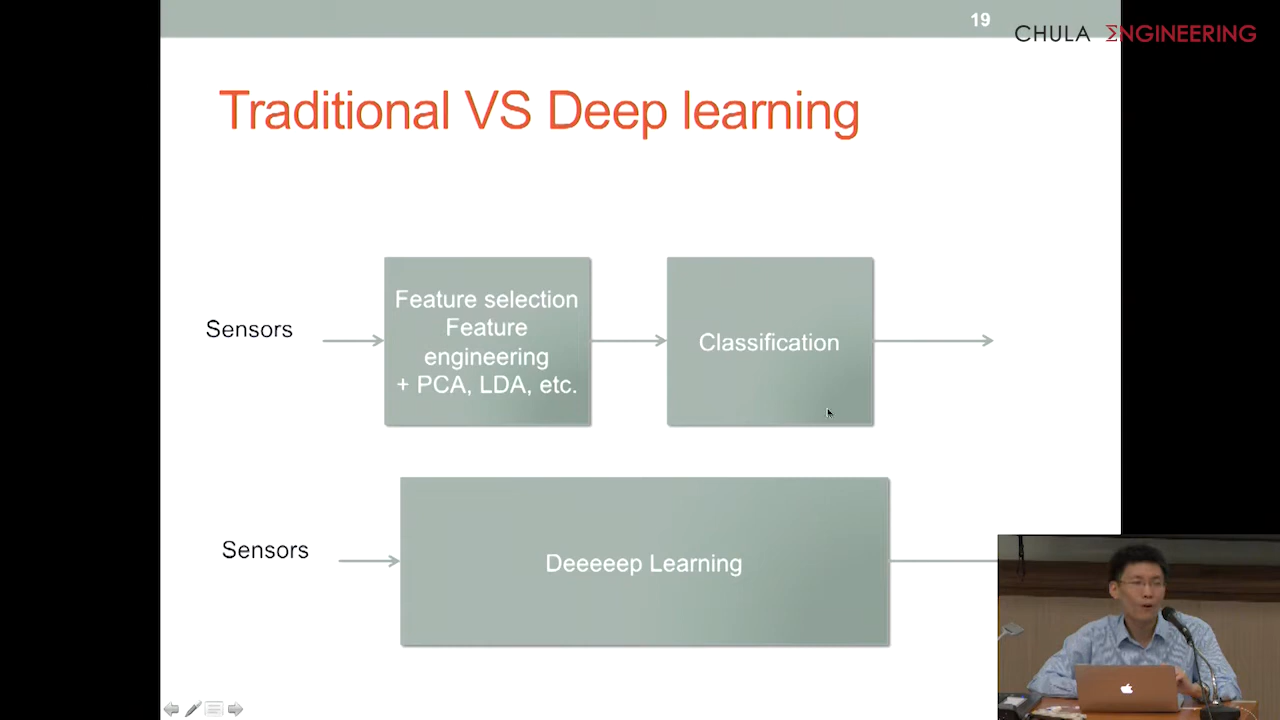 19
CHULA ΣNGINEERING
Traditional VS Deep learning
Sensors
Feature selection
Feature
engineering
+ PCA, LDA, etc.
Classification
Sensors
Deeeeep Learning